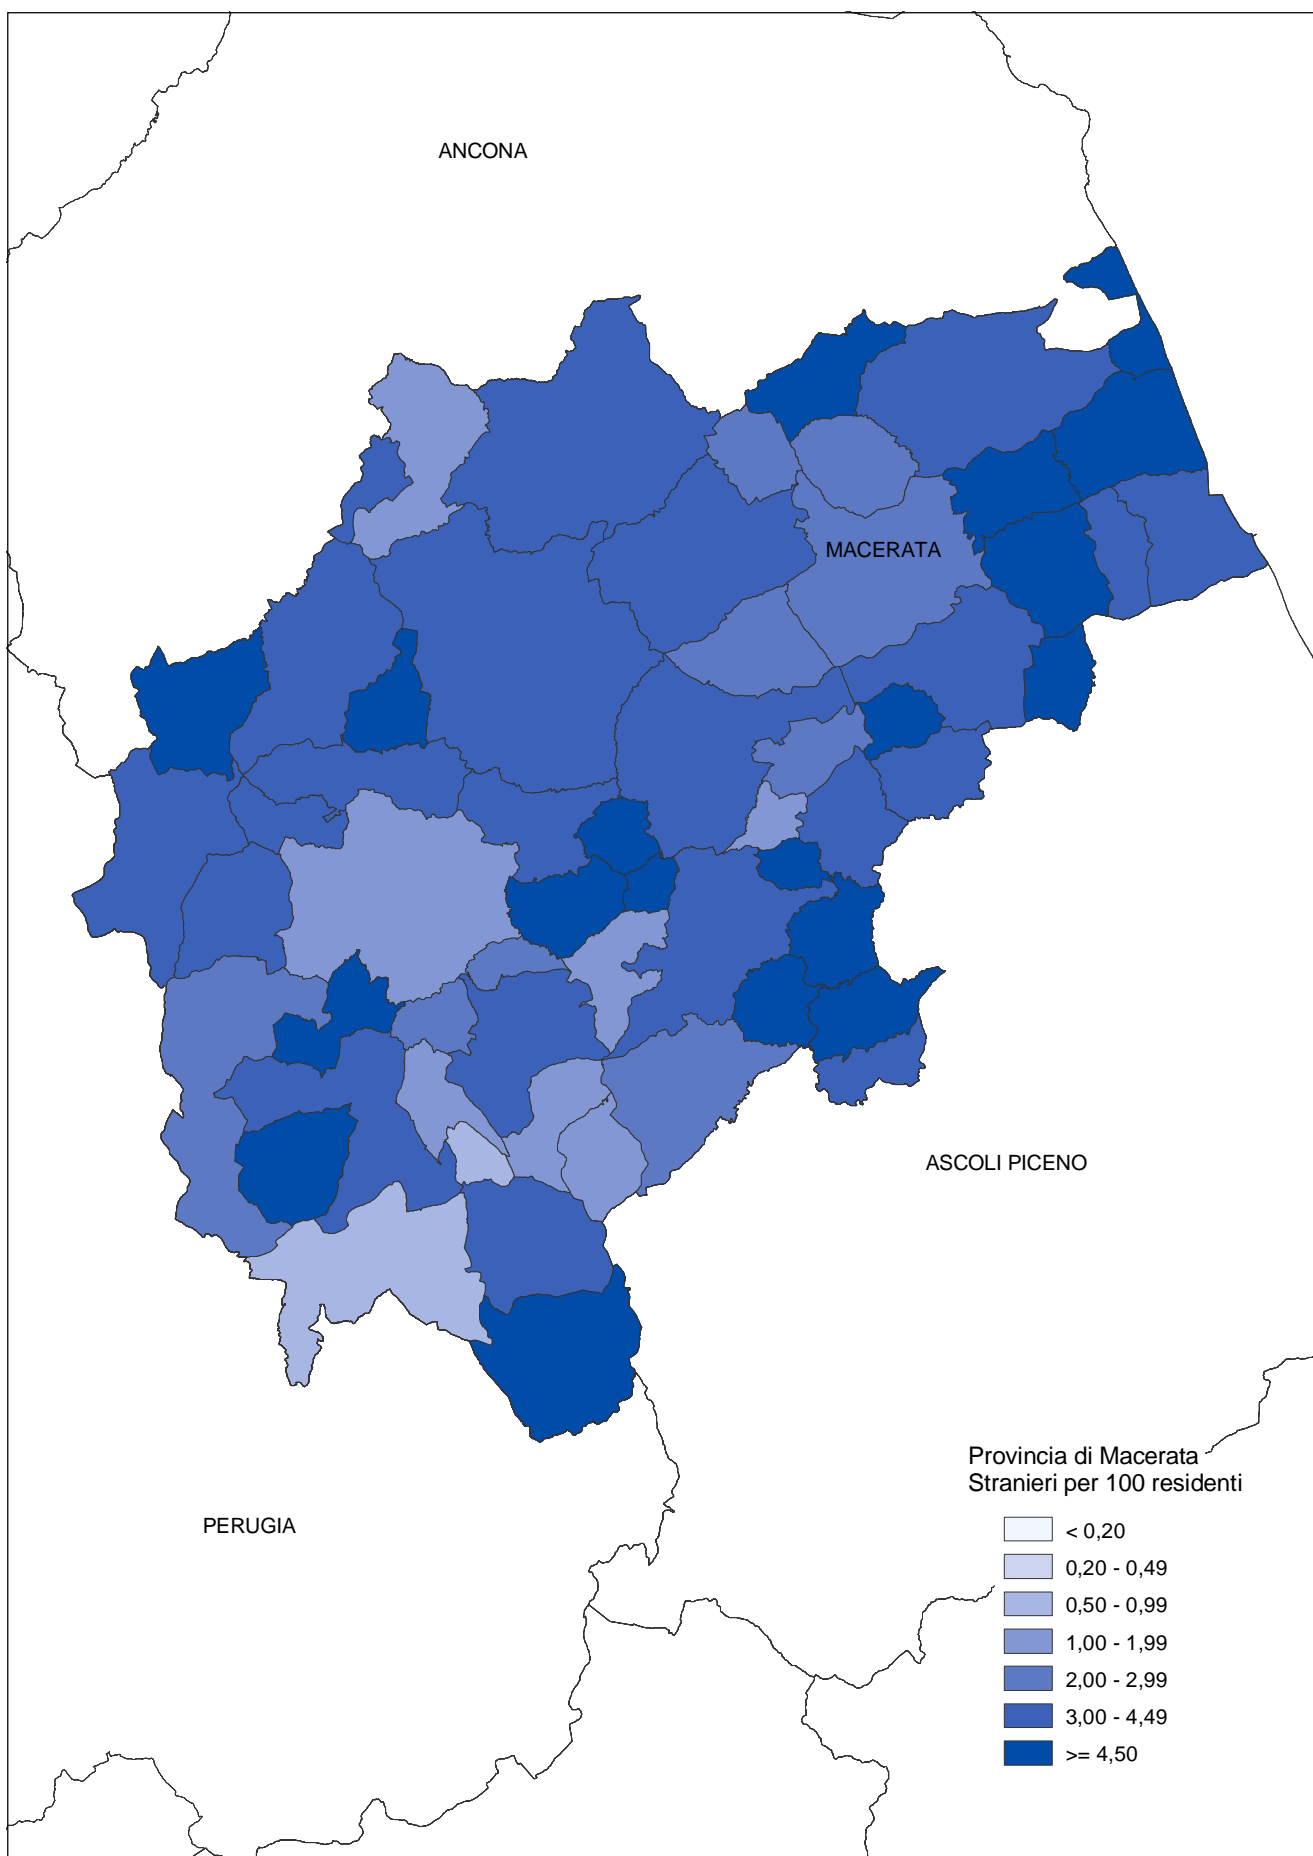 ANCONA
MACERATA
ASCOLI PICENO
PERUGIA
Provincia di Macerata
Stranieri per 100 residenti
< 0,20
0,20 - 0,49
0,50 - 0,99
1,00 - 1,99
2,00 - 2,99
3,00 - 4,49
>= 4,50